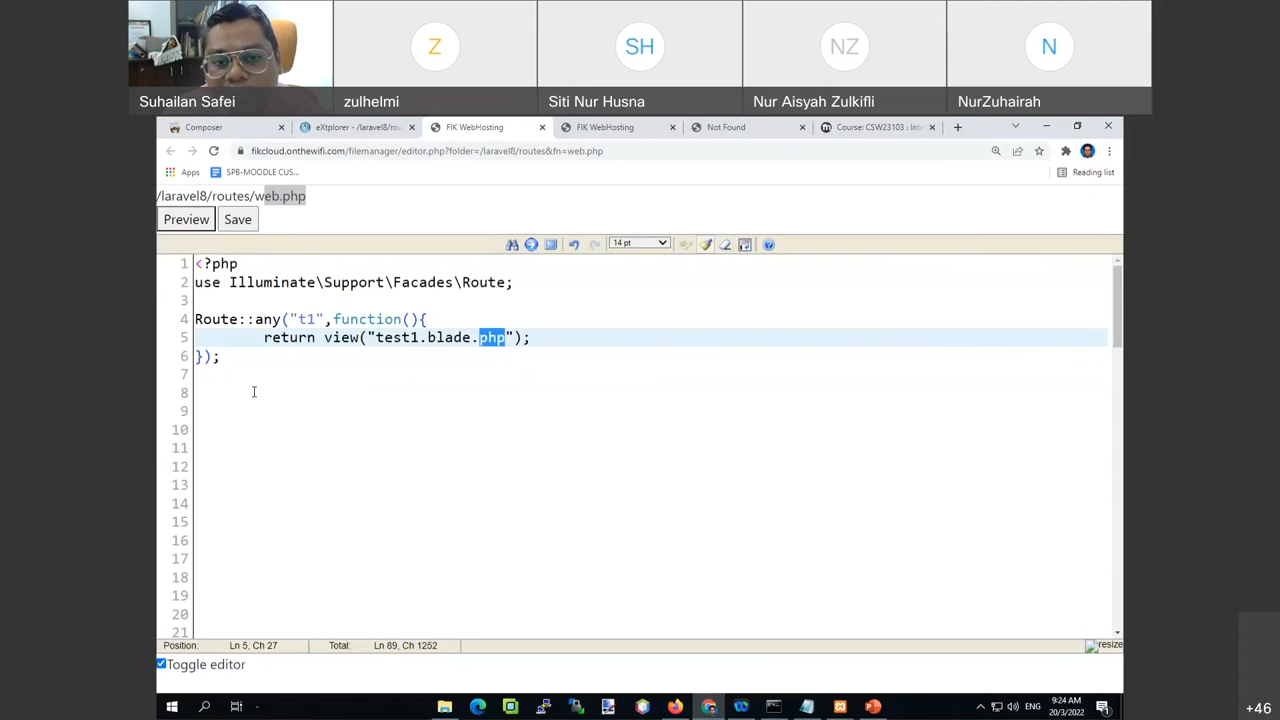 Z
SH
NZ
N
Suhailan Safei
zulhelmi
Siti Nur Husna
Nur Aisyah Zulkifli
NurZuhairah
Composer
eXtplorer - /laravel8/rou
FIK WebHosting
FIK WebHosting
Not Found
Course: CSW23103 : Int
fikcloud.onthewifi.com/filemanager/editor.php?folder=/laravel8/routes&fn=web.php
Apps
SPB-MOODLE CUS...
Reading list
/laravel8/routes/web.php
Preview
Save
14 pt
1 <?php
2 use Illuminate\Support\Facades\Route;
3
4 Route::any("t1",function(){
5 return view("test1.blade.php");
6 });
7
8
9
10
11
12
13
14
15
16
17
18
19
20
21
Position: Ln 5, Ch 27 Total: Ln 89, Ch 1252
resize
Toggle editor
ENG
9:24 AM
20/3/2022
1
+46